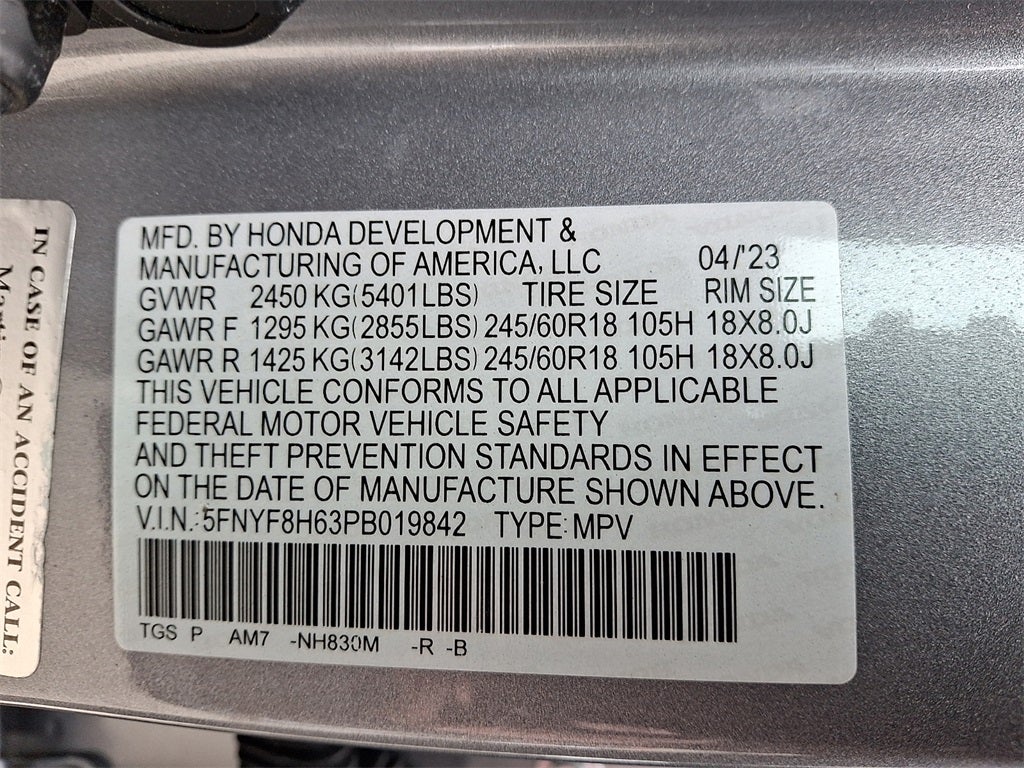 MFD. BY HONDA DEVELOPMENT &
MANUFACTURING OF AMERICA, LLC 04/'23
GVWR 2450 KG(5401LBS) TIRE SIZE RIM SIZE
GAWR F 1295 KG(2855LBS) 245/60R18 105H 18X8.0J
GAWR R 1425 KG(3142LBS) 245/60R18 105H 18X8.0J
THIS VEHICLE CONFORMS TO ALL APPLICABLE
FEDERAL MOTOR VEHICLE SAFETY
AND THEFT PREVENTION STANDARDS IN EFFECT
ON THE DATE OF MANUFACTURE SHOWN ABOVE.
V.I.N.:5FNYF8H63PB019842 TYPE:MPV
TGS P AM7 -NH830M -R -B
IN CASE OF AN ACCIDENT CALL: